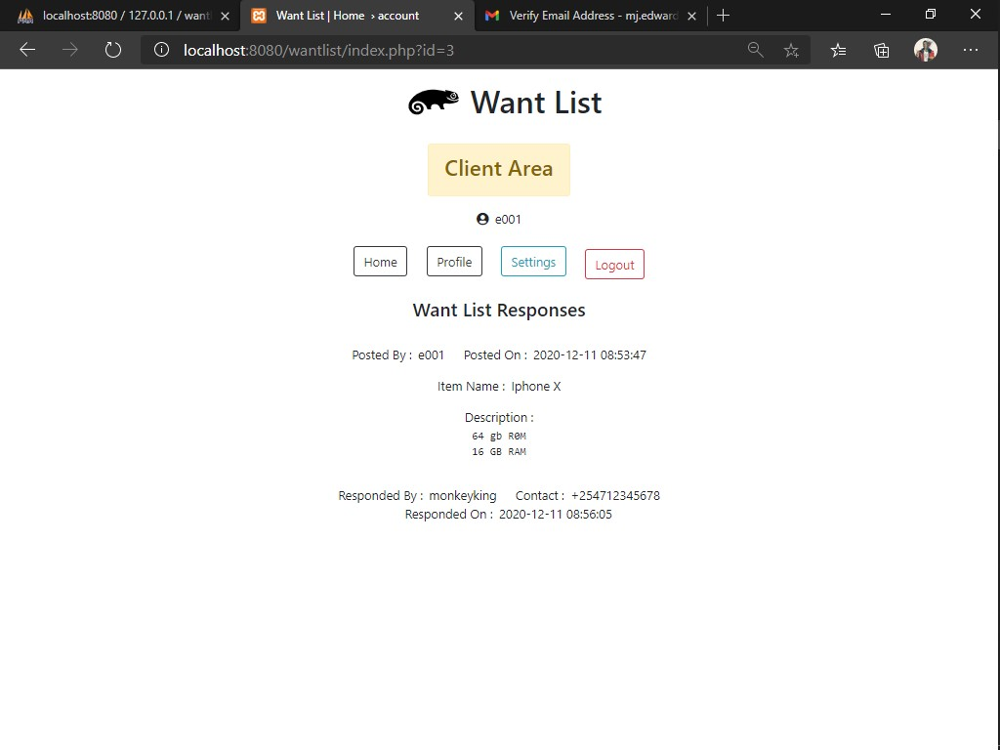 localhost:8080 / 127.0.0.1 / want
Want List | Home › account
Verify Email Address - mj.edward
localhost:8080/wantlist/index.php?id=3
Want List
Client Area
e001
Home Profile Settings Logout
Want List Responses
Posted By : e001 Posted On : 2020-12-11 08:53:47
Item Name : Iphone X
Description :
64 gb R0M
16 GB RAM
Responded By : monkeyking Contact : +254712345678
Responded On : 2020-12-11 08:56:05